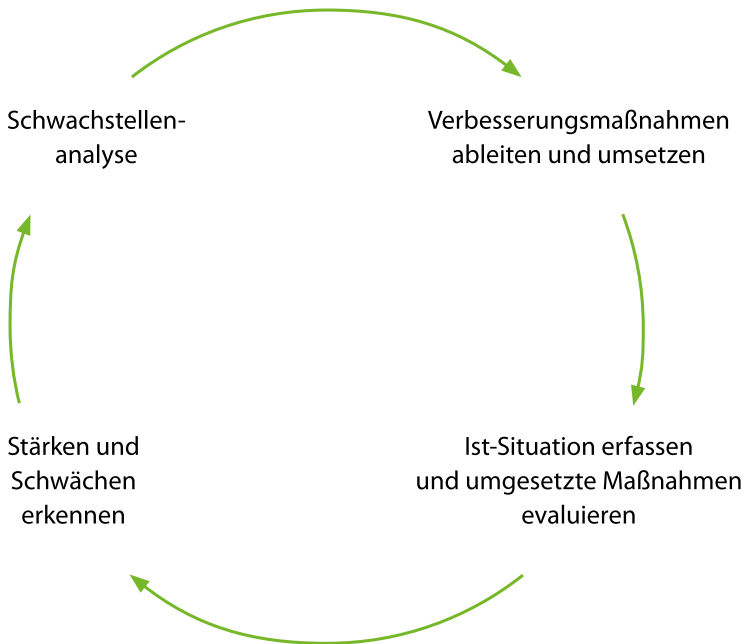 Schwachstellen-
analyse
Verbesserungsmaßnahmen
ableiten und umsetzen
Stärken und
Schwächen
erkennen
Ist-Situation erfassen
und umgesetzte Maßnahmen
evaluieren